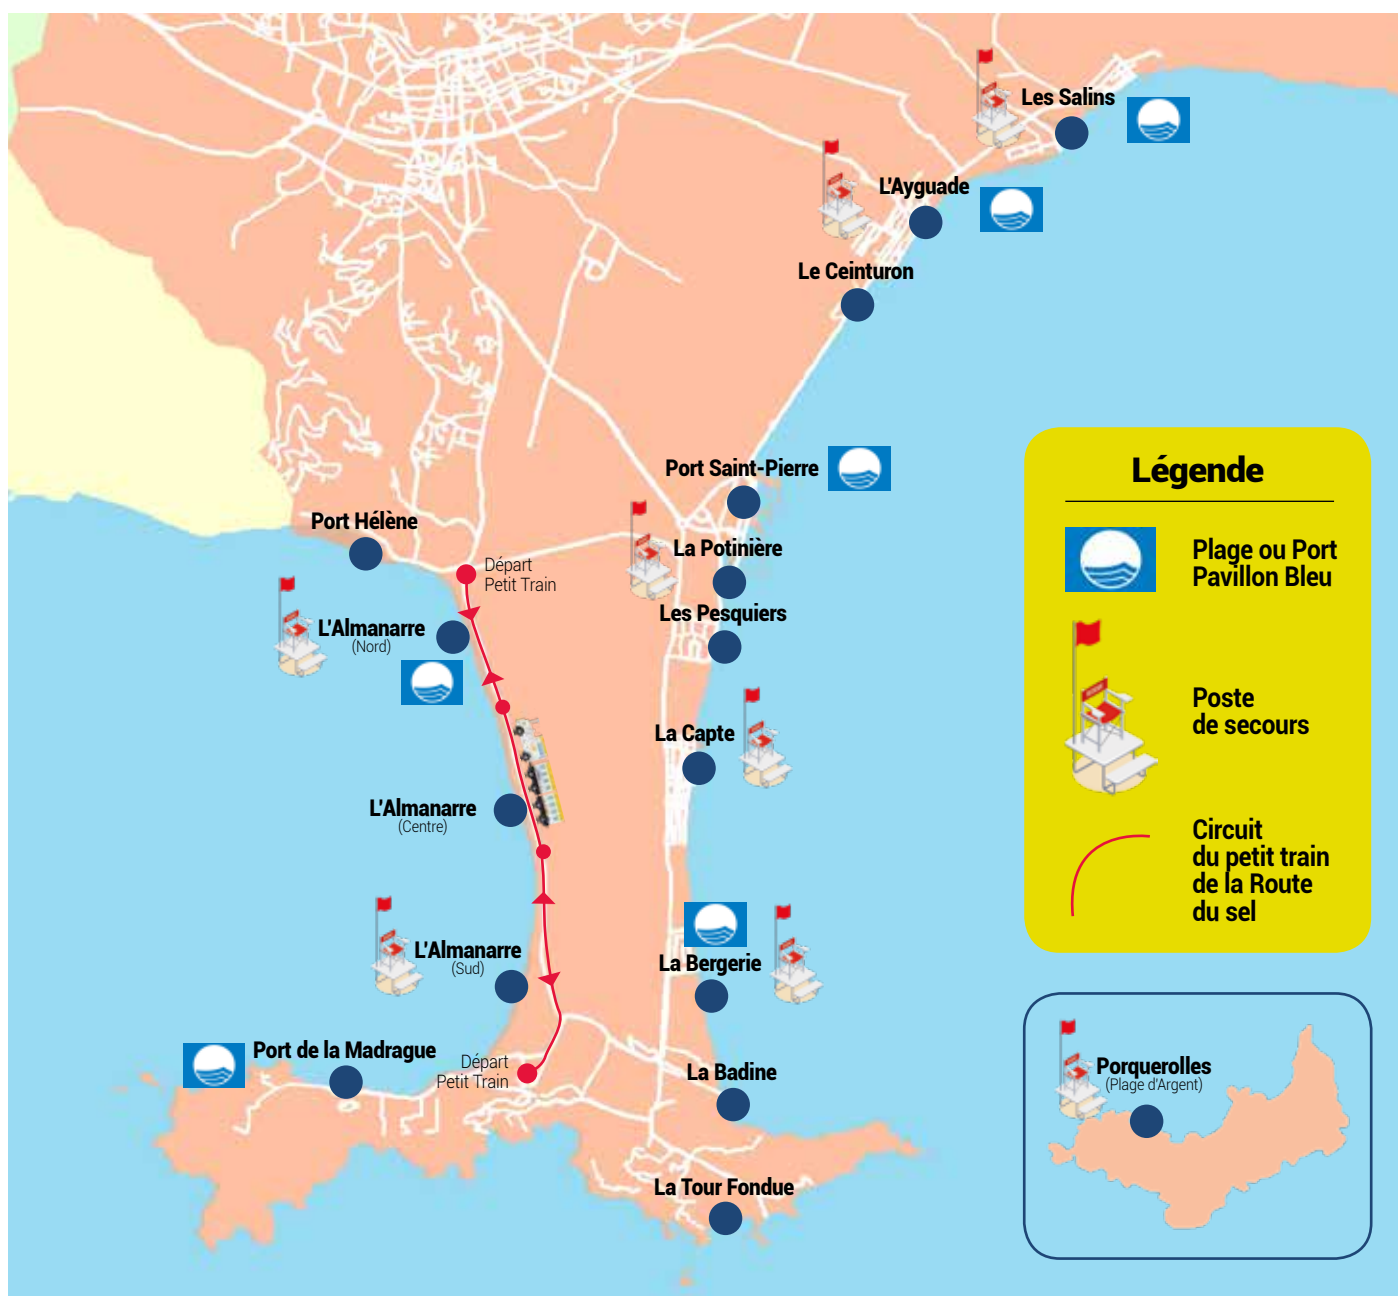 Les Salins
L'Ayguade
Le Ceinturon
Port Saint-Pierre
Port Hélène
La Potinière
Départ
Petit Train
Les Pesquiers
L'Almanarre
(Nord)
La Capte
L'Almanarre
(Centre)
L'Almanarre
(Sud)
La Bergerie
Port de la Madrague
Départ
Petit Train
La Badine
La Tour Fondue
Légende
Plage ou Port
Pavillon Bleu
Poste
de secours
Circuit
du petit train
de la Route
du sel
Porquerolles
(Plage d'Argent)